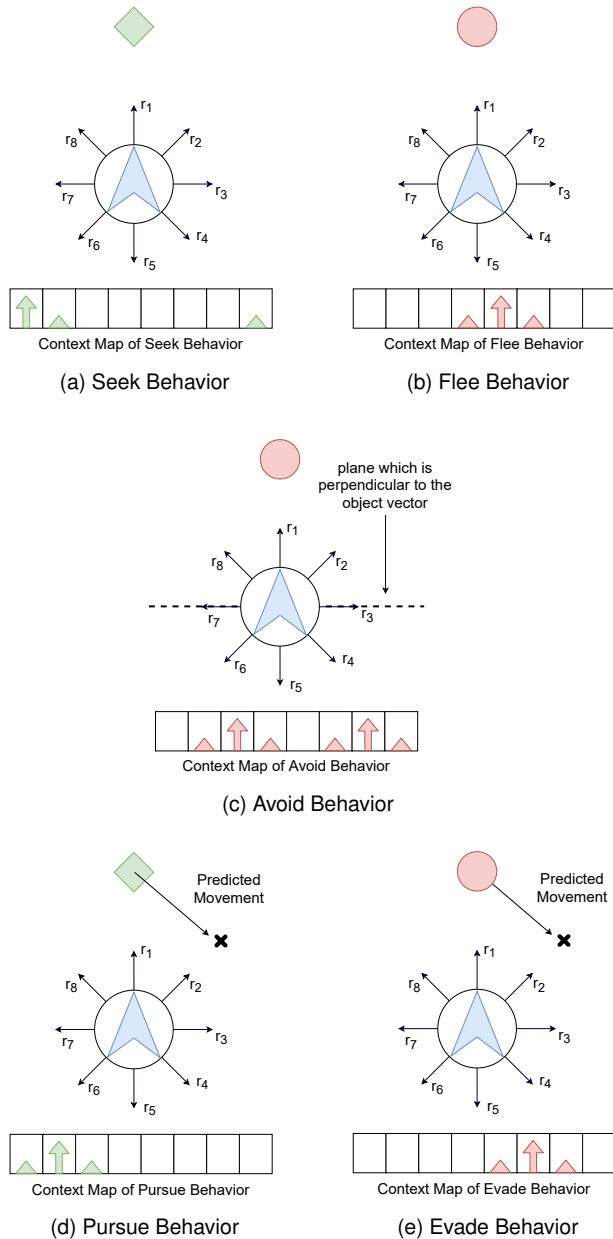 r1
r2
r3
r4
r5
r6
r7
r8
Context Map of Seek Behavior
(a) Seek Behavior
r1
r2
r3
r4
r5
r6
r7
r8
Context Map of Flee Behavior
(b) Flee Behavior
plane which is
perpendicular to the
object vector
r1
r2
r3
r4
r5
r6
r7
r8
Context Map of Avoid Behavior
(c) Avoid Behavior
Predicted
Movement
r1
r2
r3
r4
r5
r6
r7
r8
Context Map of Pursue Behavior
(d) Pursue Behavior
Predicted
Movement
r1
r2
r3
r4
r5
r6
r7
r8
Context Map of Evade Behavior
(e) Evade Behavior